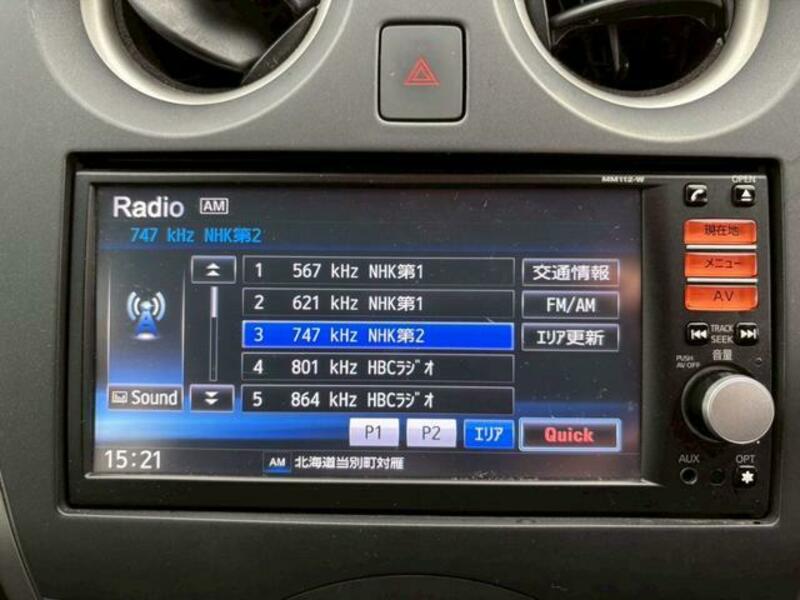 MM112-W
OPEN
Radio AM
747 kHz NHK第2
現在地
メニュー
AV
1 567 kHz NHK第1
交通情報
2 621 kHz NHK第1
FM/AM
3 747 kHz NHK第2
エリア更新
4 801 kHz HBCラジオ
5 864 kHz HBCラジオ
Sound
TRACK
SEEK
音量
PUSH
AV OFF
P1 P2 エリア Quick
15:21 AM 北海道当別町対雁
AUX OPT